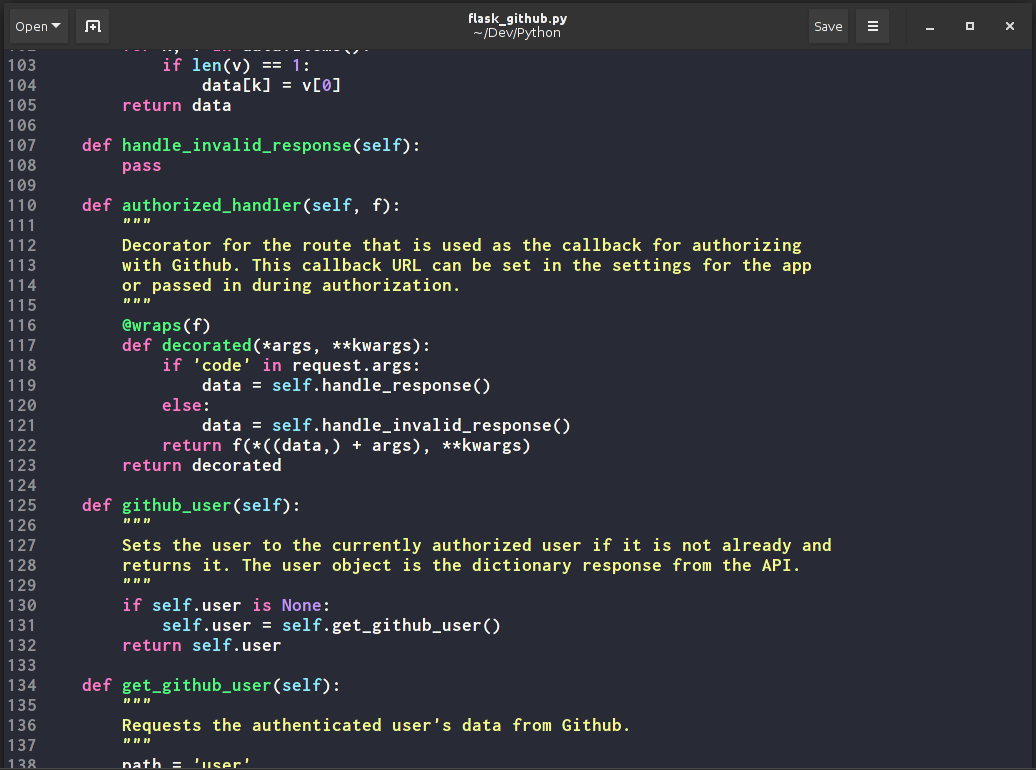 Open
flask_github.py
~/Dev/Python
Save
103             if len(v) == 1:
104                 data[k] = v[0]
105         return data
106
107     def handle_invalid_response(self):
108         pass
109
110     def authorized_handler(self, f):
111         """
112         Decorator for the route that is used as the callback for authorizing
113         with Github. This callback URL can be set in the settings for the app
114         or passed in during authorization.
115         """
116         @wraps(f)
117         def decorated(*args, **kwargs):
118             if 'code' in request.args:
119                 data = self.handle_response()
120             else:
121                 data = self.handle_invalid_response()
122             return f(*((data,) + args), **kwargs)
123         return decorated
124
125     def github_user(self):
126         """
127         Sets the user to the currently authorized user if it is not already and
128         returns it. The user object is the dictionary response from the API.
129         """
130         if self.user is None:
131             self.user = self.get_github_user()
132         return self.user
133
134     def get_github_user(self):
135         """
136         Requests the authenticated user's data from Github.
137         """
138         path = 'user'